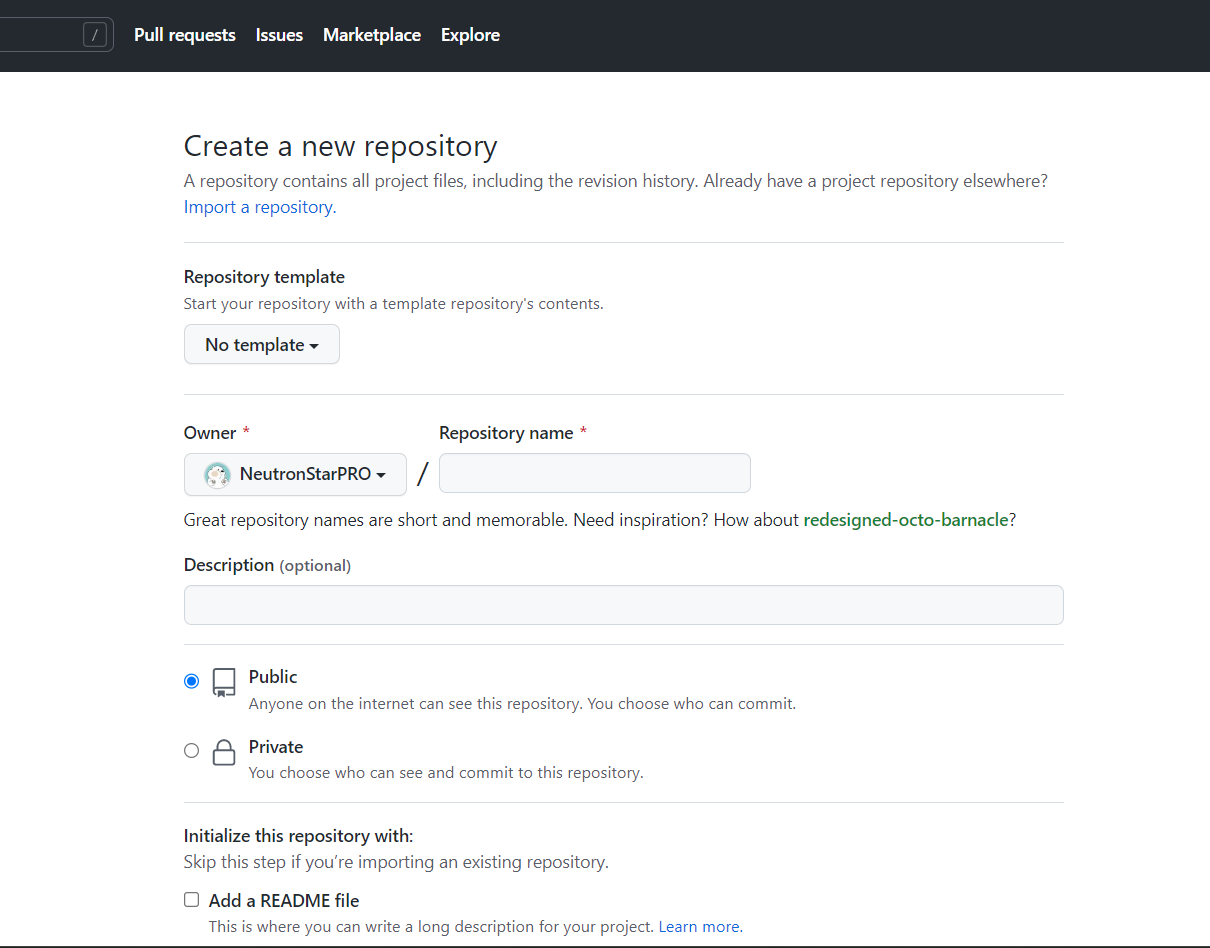 / Pull requests Issues Marketplace Explore
Create a new repository
A repository contains all project files, including the revision history. Already have a project repository elsewhere?
Import a repository.
Repository template
Start your repository with a template repository's contents.
No template
Owner * Repository name *
NeutronStarPRO /
Great repository names are short and memorable. Need inspiration? How about redesigned-octo-barnacle?
Description (optional)
Public
Anyone on the internet can see this repository. You choose who can commit.
Private
You choose who can see and commit to this repository.
Initialize this repository with:
Skip this step if you’re importing an existing repository.
Add a README file
This is where you can write a long description for your project. Learn more.